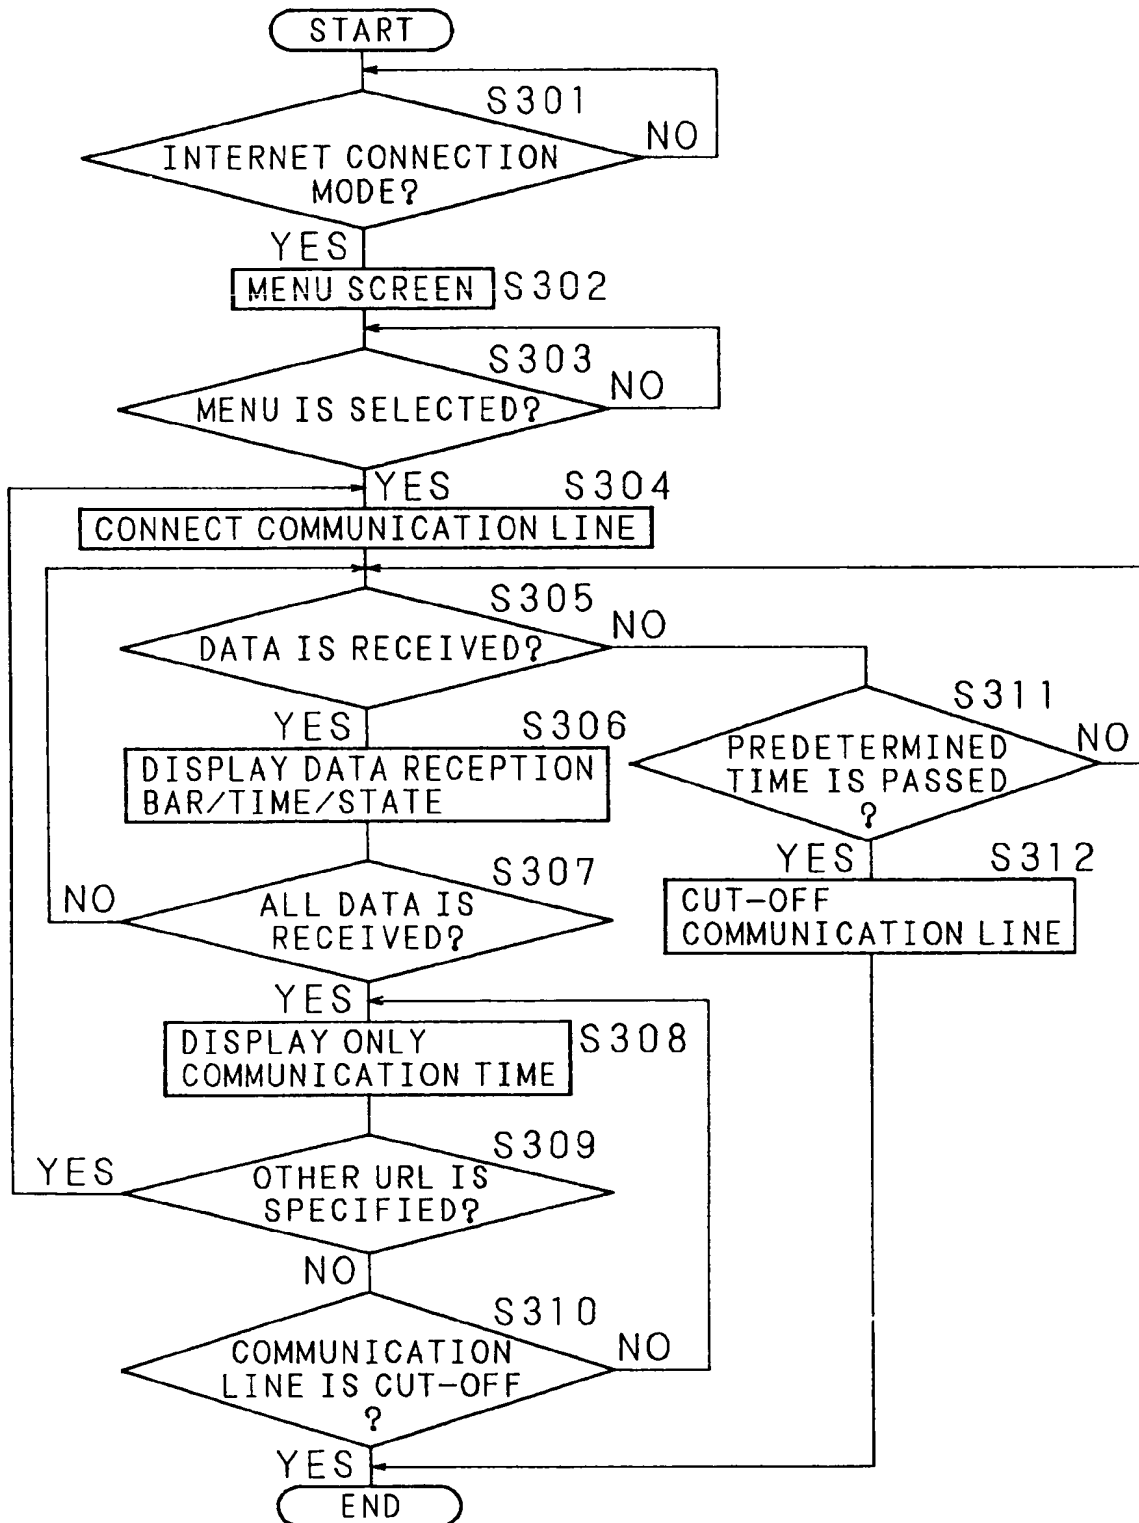 START
S301
NO
INTERNET CONNECTION
MODE?
YES
MENU SCREEN
S302
S303
NO
MENU IS SELECTED?
YES
S304
CONNECT COMMUNICATION LINE
S305
NO
DATA IS RECEIVED?
YES
S306
DISPLAY DATA RECEPTION
BAR/TIME/STATE
S311
PREDETERMINED
TIME IS PASSED
?
NO
YES
S312
CUT-OFF
COMMUNICATION LINE
S307
NO
ALL DATA IS
RECEIVED?
YES
DISPLAY ONLY
COMMUNICATION TIME
S308
S309
YES
OTHER URL IS
SPECIFIED?
NO
S310
NO
COMMUNICATION
LINE IS CUT-OFF
?
YES
END